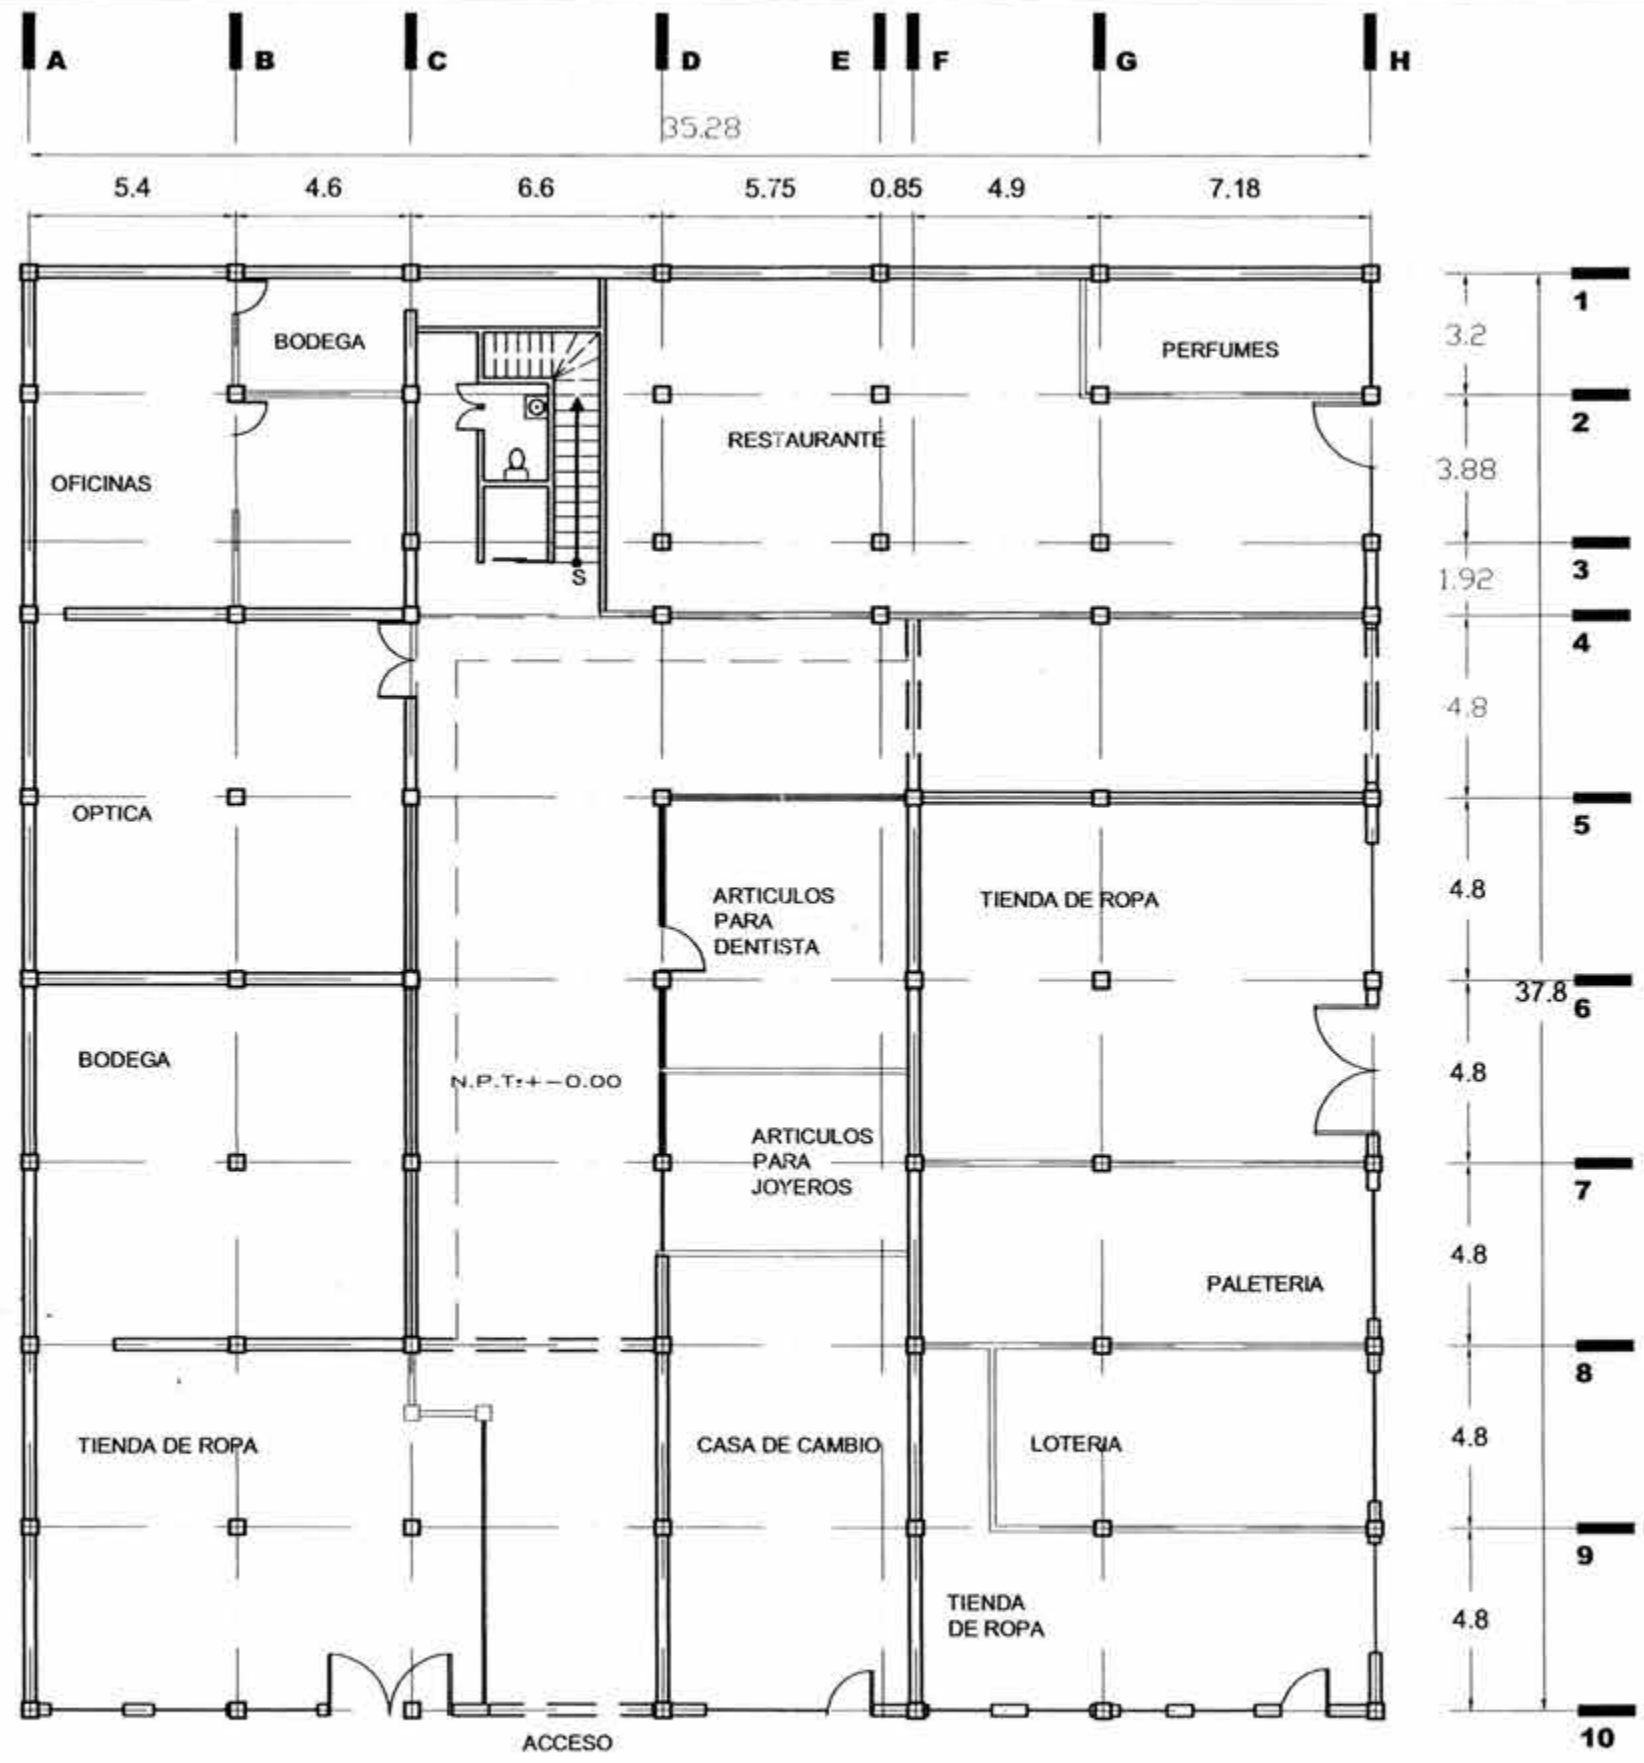 A B C D E F G H
35.28
5.4 4.6 6.6 5.75 0.85 4.9 7.18
1
BODEGA
3.2
PERFUMES
2
RESTAURANTE
3.88
OFICINAS
3
1.92
S
4
4.8
OPTICA
5
ARTICULOS
PARA
DENTISTA
4.8
TIENDA DE ROPA
37.8
6
BODEGA
N.P.T:+-0.00
4.8
ARTICULOS
PARA
JOYEROS
7
4.8
PALETERIA
8
TIENDA DE ROPA
CASA DE CAMBIO
LOTERIA
4.8
9
TIENDA
DE ROPA
4.8
10
ACCESO